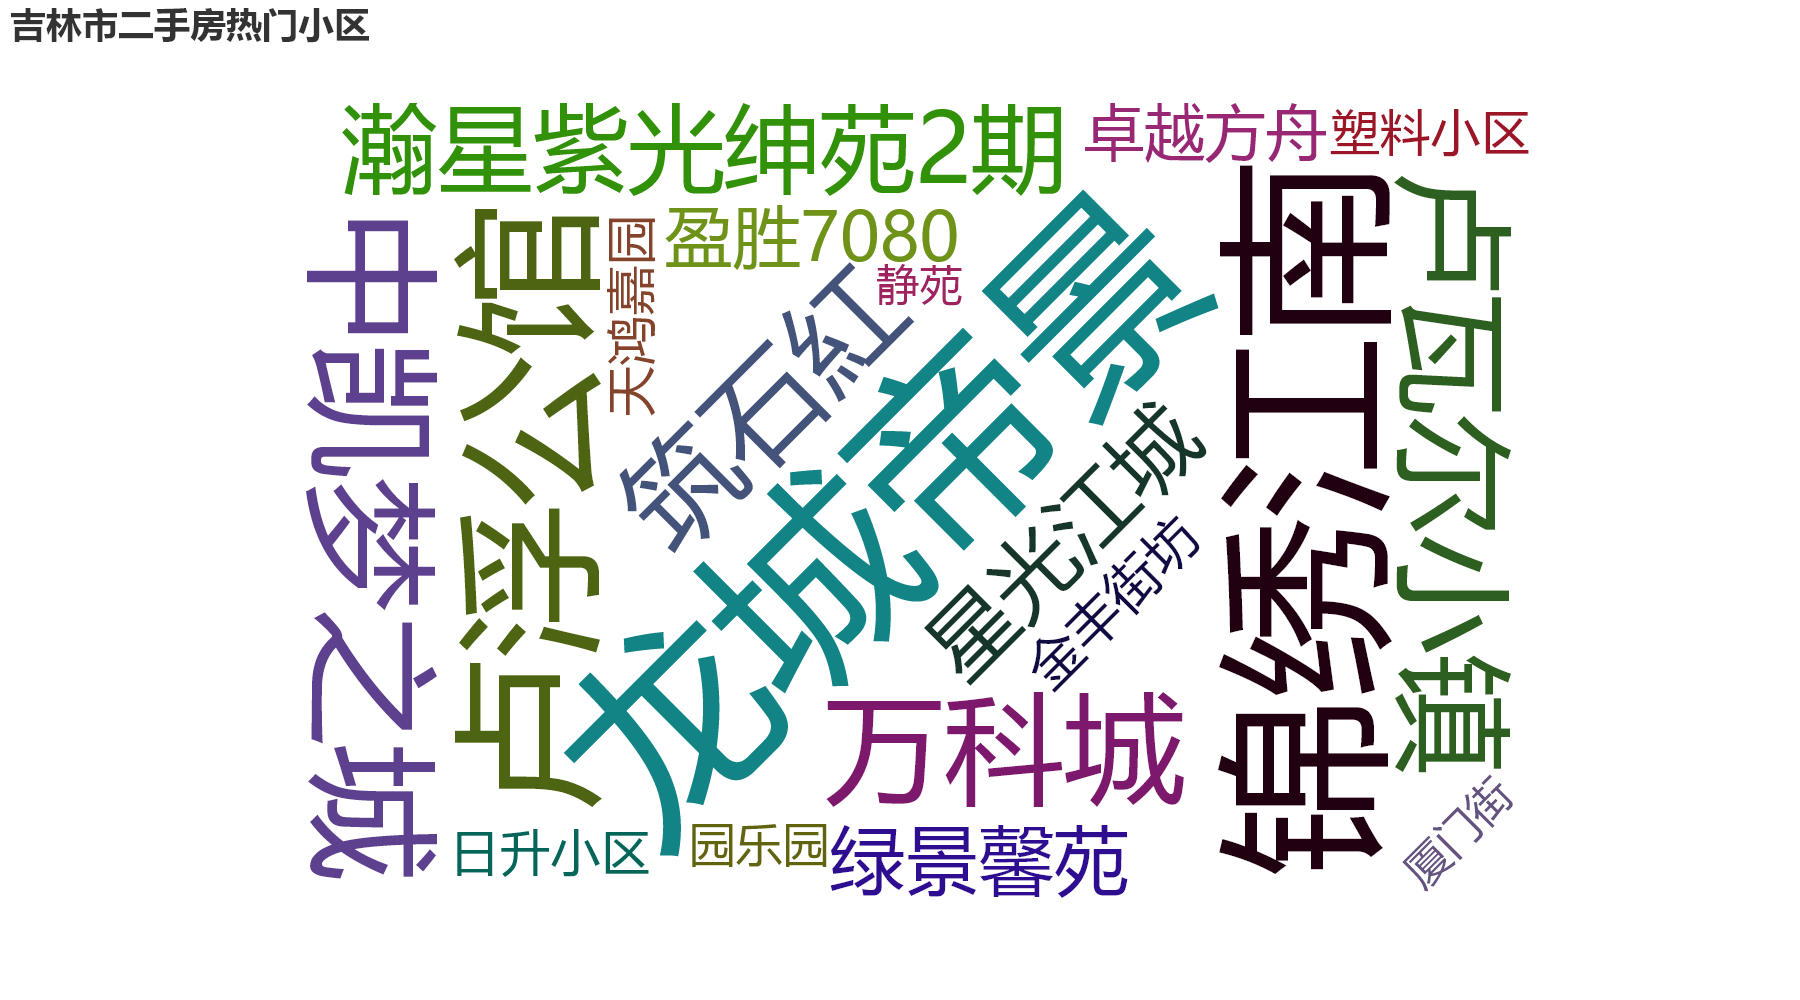 吉林市二手房热门小区
瀚星紫光绅苑2期
卓越方舟
塑料小区
中凯梦之城
点浮公馆
天鸿嘉园
盈胜7080
静苑
筑石紅
龙城帝景
锦绣江南
卢瓦尔小镇
星光江城
金丰街坊
万科城
日升小区
园乐园
绿景馨苑
厦门街